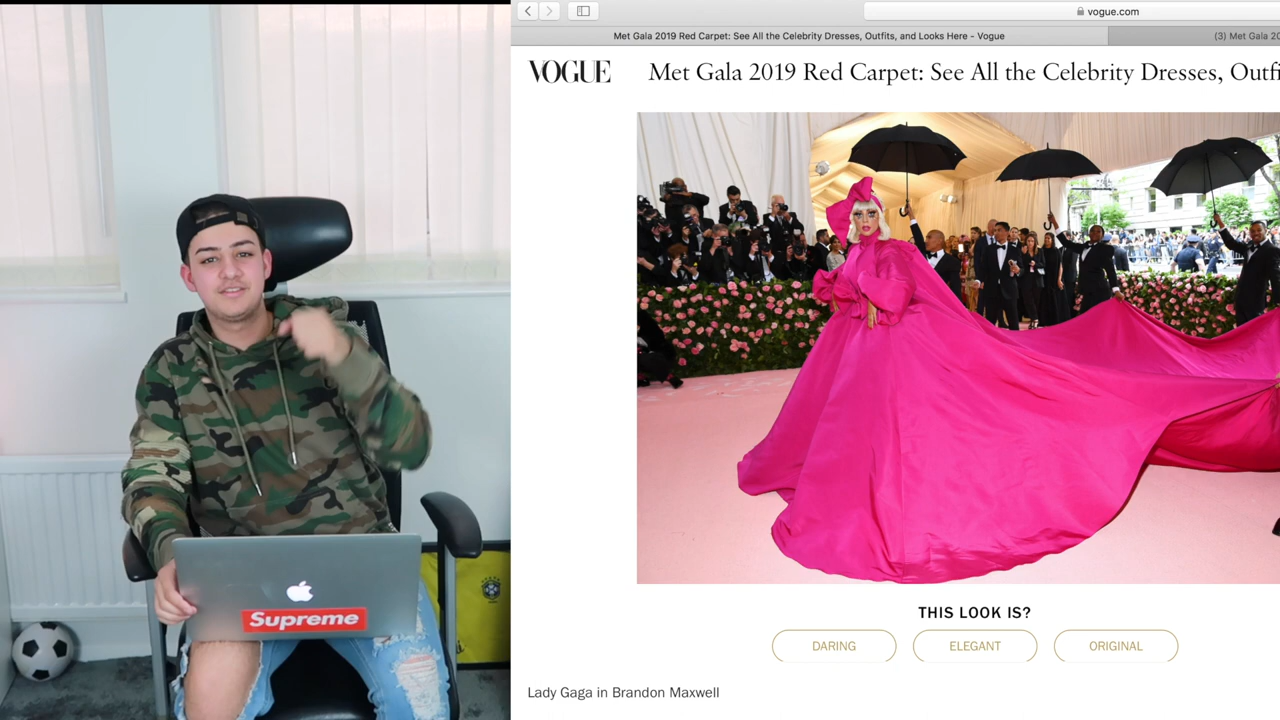 vogue.com
Met Gala 2019 Red Carpet: See All the Celebrity Dresses, Outfits, and Looks Here - Vogue
(3) Met Gala 20
VOGUE
Met Gala 2019 Red Carpet: See All the Celebrity Dresses, Outfi
THIS LOOK IS?
DARING
ELEGANT
ORIGINAL
Lady Gaga in Brandon Maxwell
Supreme